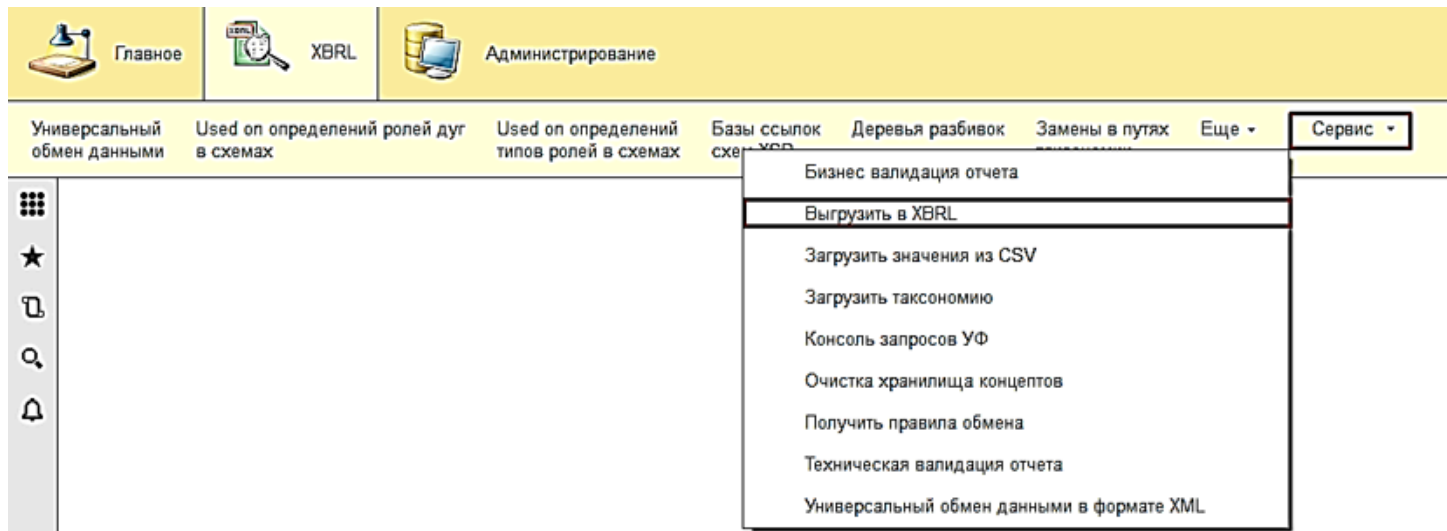 Главное
XBRL
Администрирование
Универсальный обмен данными
Used on определений ролей дуг в схемах
Used on определений типов ролей в схемах
Базы ссылок
Деревья разбивок
Замены в путях
Еще
Сервис
Бизнес валидация отчета
Выгрузить в XBRL
Загрузить значения из CSV
Загрузить таксономию
Консоль запросов УФ
Очистка хранилища концептов
Получить правила обмена
Техническая валидация отчета
Универсальный обмен данными в формате XML